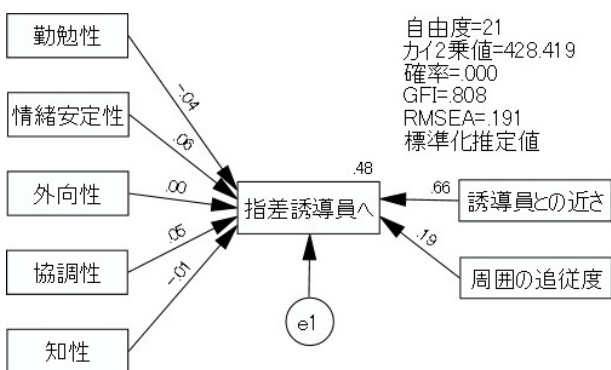 勤勉性
情緒安定性
外向性
協調性
知性
-.04
.06
.00
.05
-.01
.48
指差誘導員へ
e1
自由度=21
カイ2乗値=428.419
確率=.000
GFI=.808
RMSEA=.191
標準化推定値
.66
誘導員との近さ
.19
周囲の追従度